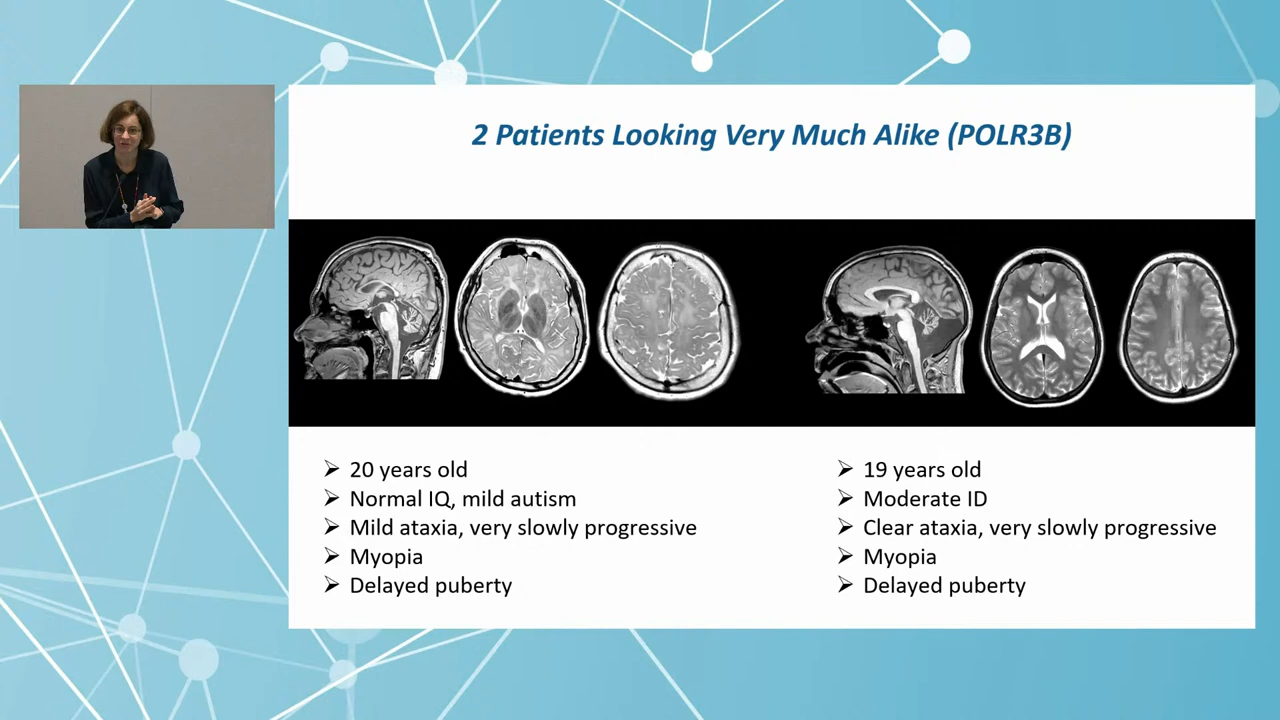 2 Patients Looking Very Much Alike (POLR3B)
➢ 20 years old
➢ Normal IQ, mild autism
➢ Mild ataxia, very slowly progressive
➢ Myopia
➢ Delayed puberty
➢ 19 years old
➢ Moderate ID
➢ Clear ataxia, very slowly progressive
➢ Myopia
➢ Delayed puberty